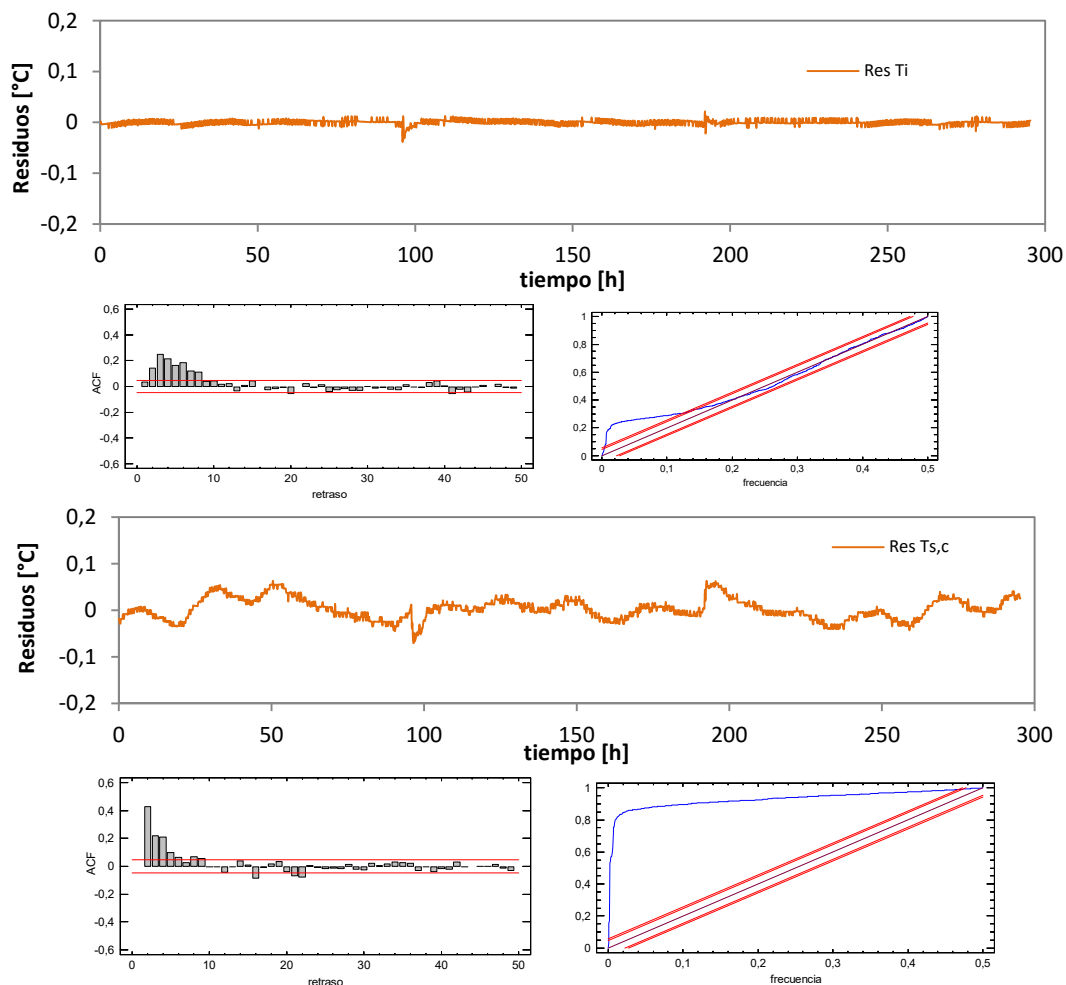 0,2
0,1
0
-0,1
-0,2
Residuos [°C]
Res Ti
0 50 100 150 200 250 300
tiempo [h]
0,6
0,4
0,2
0
-0,2
-0,4
-0,6
ACF
0 10 20 30 40 50
retraso
1
0,8
0,6
0,4
0,2
0
0 0,1 0,2 0,3 0,4 0,5
frecuencia
0,2
0,1
0
-0,1
-0,2
Residuos [°C]
Res Ts,c
0 50 100 150 200 250 300
tiempo [h]
0,6
0,4
0,2
0
-0,2
-0,4
-0,6
ACF
0 10 20 30 40 50
retraso
1
0,8
0,6
0,4
0,2
0
0 0,1 0,2 0,3 0,4 0,5
frecuencia